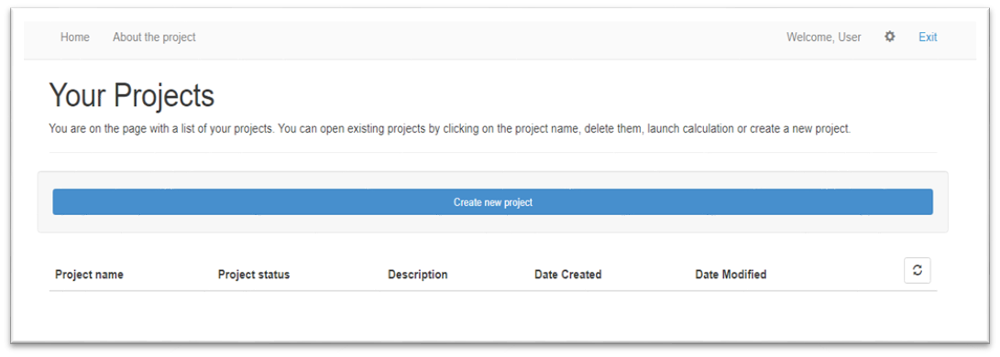 Home About the project Welcome, User Exit
Your Projects
You are on the page with a list of your projects. You can open existing projects by clicking on the project name, delete them, launch calculation or create a new project.
Create new project
Project name Project status Description Date Created Date Modified